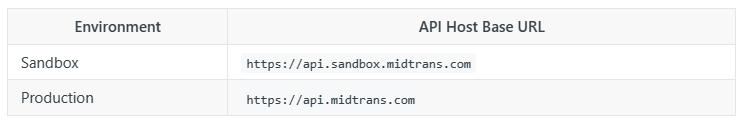 Environment API Host Base URL
Sandbox https://api.sandbox.midtrans.com
Production https://api.midtrans.com